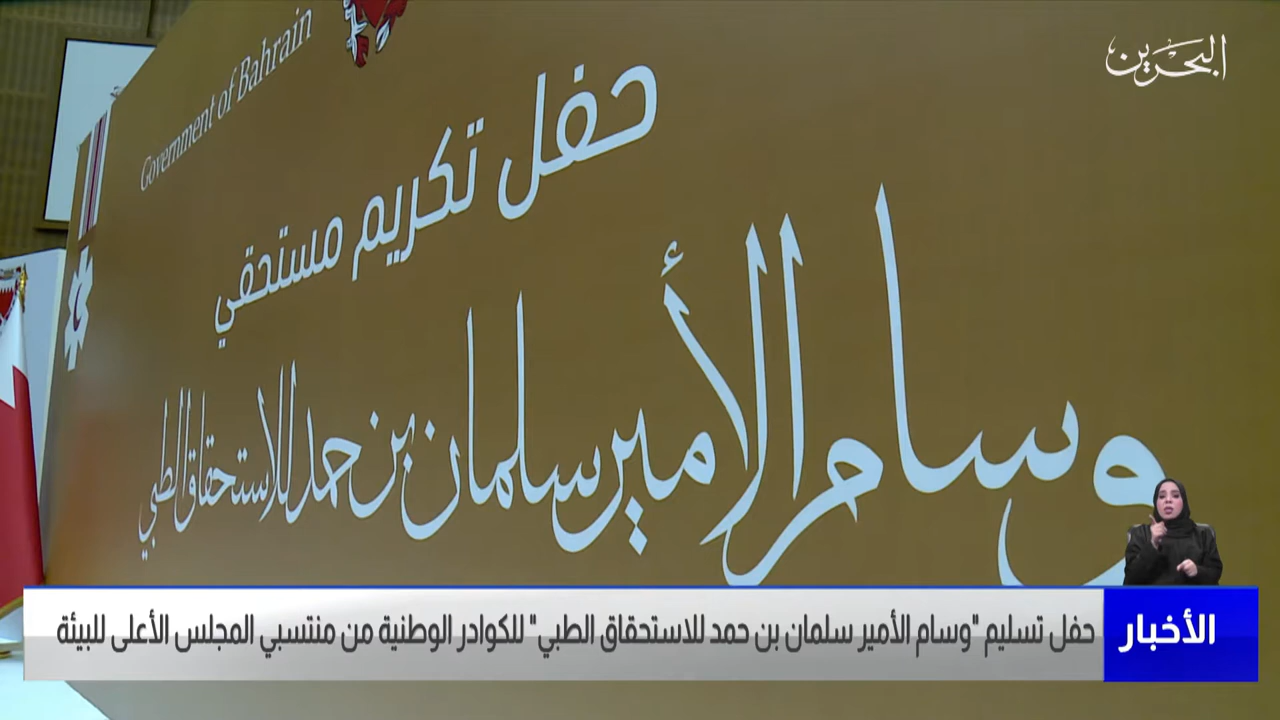 البحرين
Government of Bahrain
حفل تكريم مستحقي
وسام الأمير سلمان بن حمد للاستحقاق الطبي
الأخبار
حفل تسليم "وسام الأمير سلمان بن حمد للاستحقاق الطبي" للكوادر الوطنية من منتسبي المجلس الأعلى للبيئة